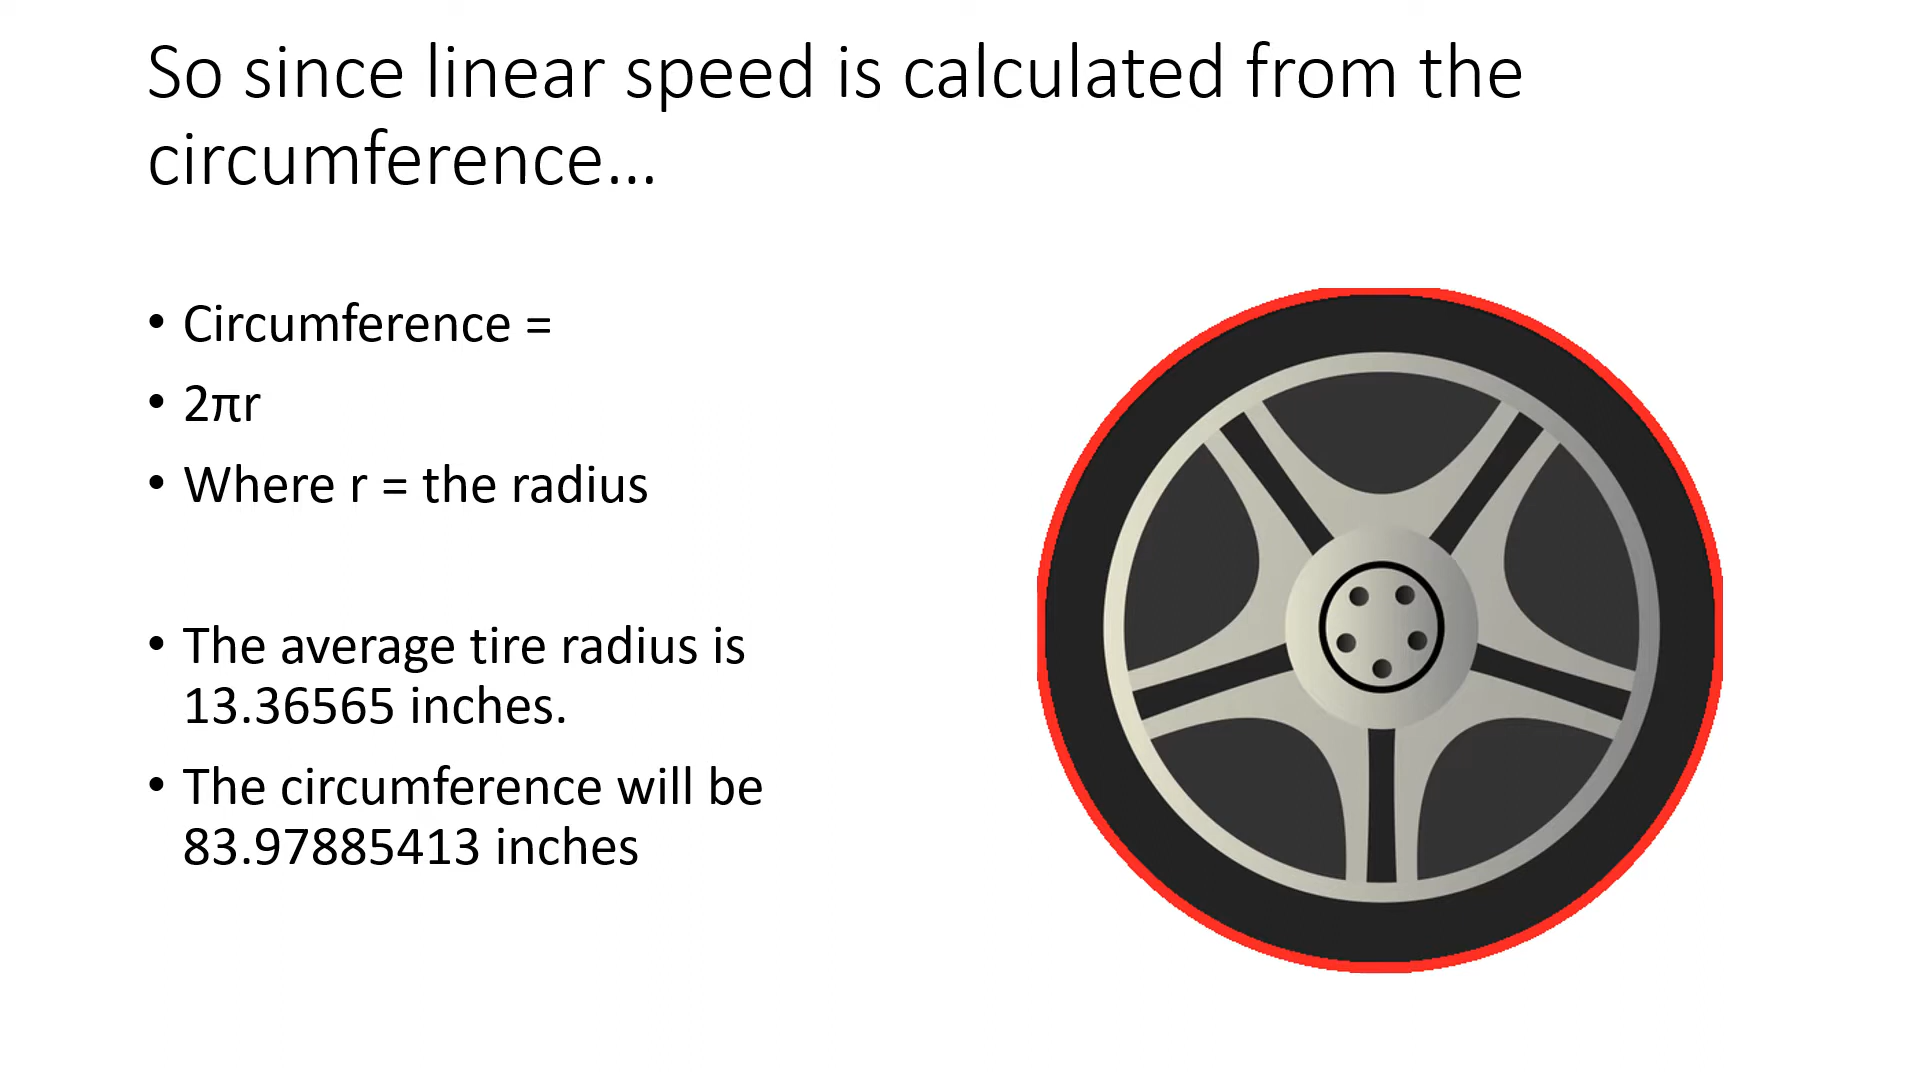 So since linear speed is calculated from the
circumference...
• Circumference =
• 2πr
• Where r = the radius
• The average tire radius is
13.36565 inches.
• The circumference will be
83.97885413 inches